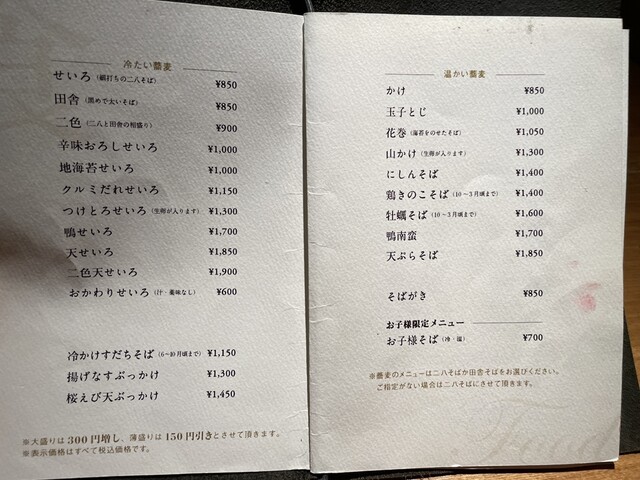 冷たい蕎麦
せいろ（細打ちの二八そば） ¥850
田舎（黒めで太いそば） ¥850
二色（二八と田舎の相盛り） ¥900
辛味おろしせいろ ¥1,000
地海苔せいろ ¥1,000
クルミだれせいろ ¥1,150
つけとろせいろ（生卵が入ります） ¥1,300
鴨せいろ ¥1,700
天せいろ ¥1,850
二色天せいろ ¥1,900
おかわりせいろ（汁・薬味なし） ¥600
冷かけすだちそば（6〜10月頃まで） ¥1,150
揚げなすぶっかけ ¥1,300
桜えび天ぶっかけ ¥1,450
※大盛りは300円増し、薄盛りは150円引きとさせて頂きます。
※表示価格はすべて税込価格です。
温かい蕎麦
かけ ¥850
玉子とじ ¥1,000
花巻（海苔をのせたそば） ¥1,050
山かけ（生卵が入ります） ¥1,300
にしんそば ¥1,400
鶏きのこそば（10〜3月頃まで） ¥1,400
牡蠣そば（10〜3月頃まで） ¥1,600
鴨南蛮 ¥1,700
天ぷらそば ¥1,850
そばがき ¥850
お子様限定メニュー
お子様そば（冷・温） ¥700
※蕎麦のメニューは二八そばか田舎そばをお選びください。
ご指定がない場合は二八そばにさせて頂きます。
Food